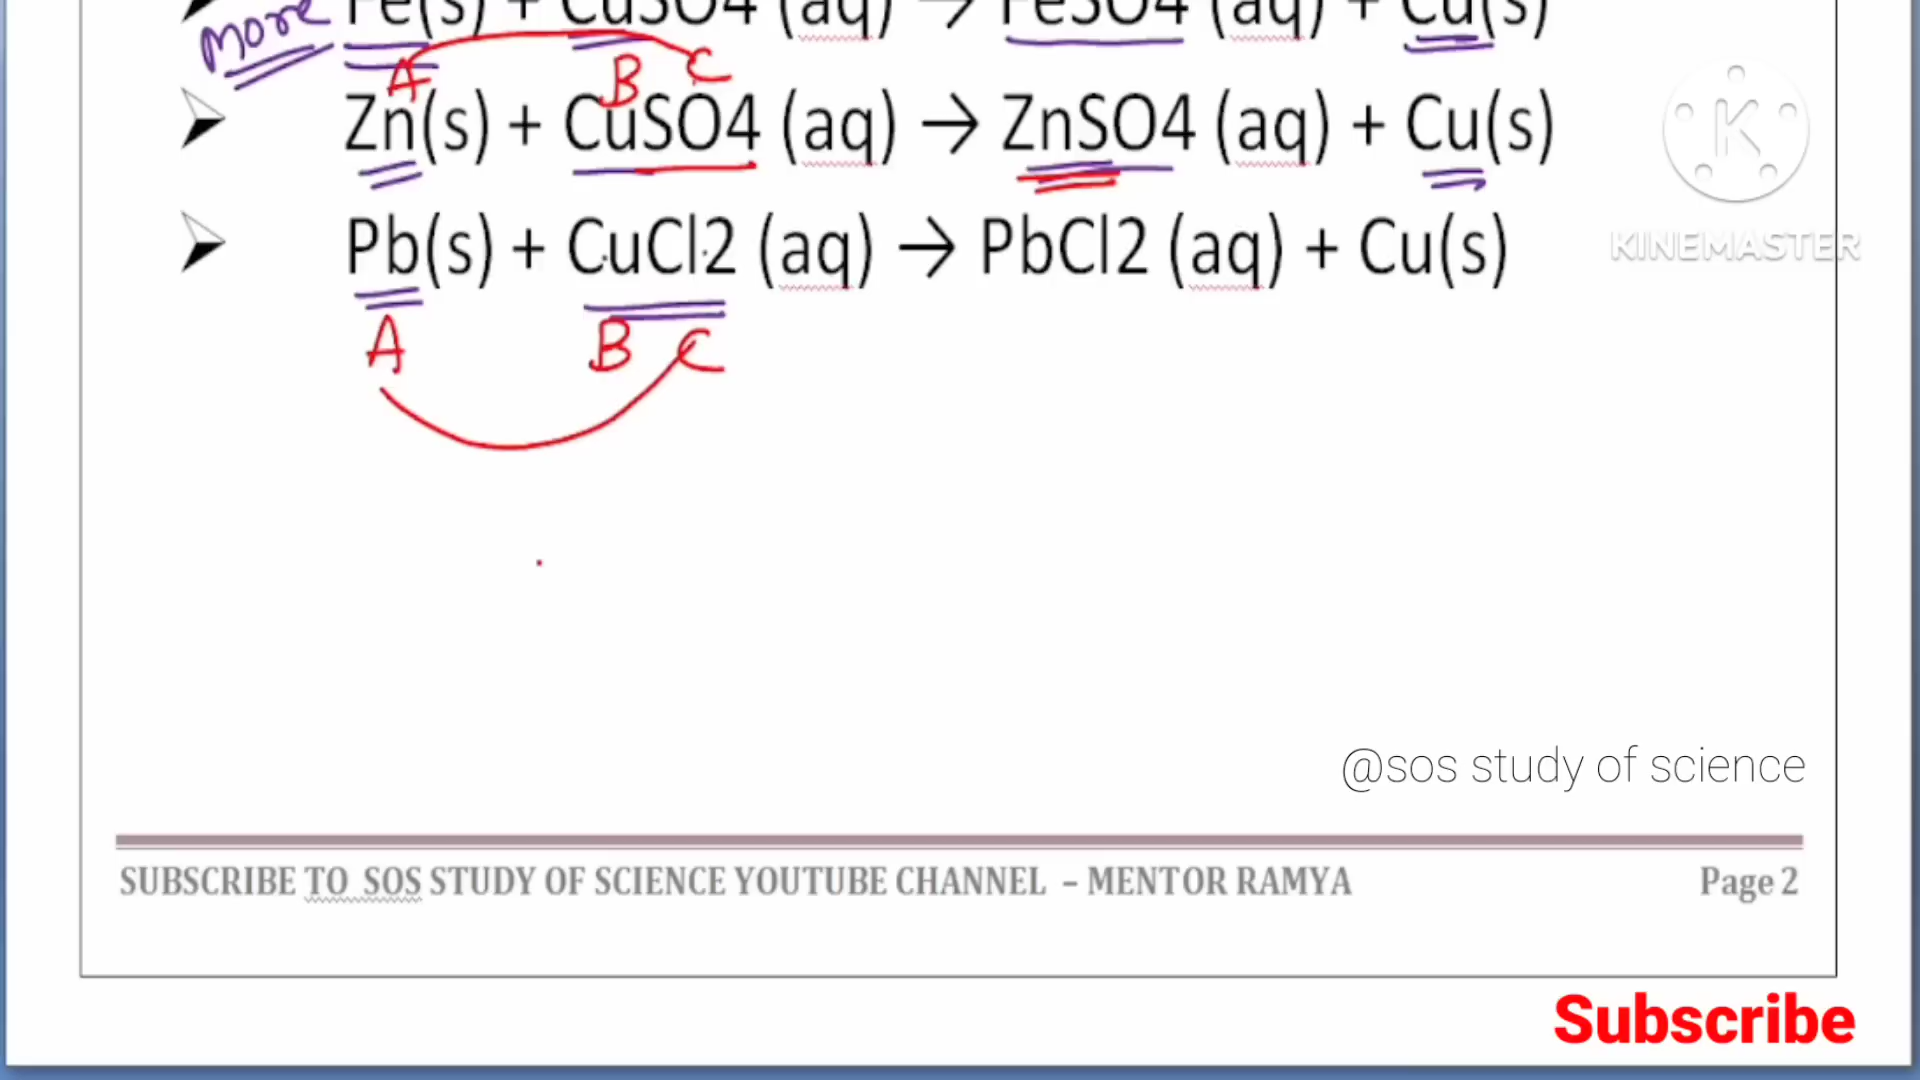 more Fe(s) + CuSO4 (aq) → FeSO4 (aq) + Cu(s)
A B C
➢ Zn(s) + CuSO4 (aq) → ZnSO4 (aq) + Cu(s)
K
KINEMASTER
➢ Pb(s) + CuCl2 (aq) → PbCl2 (aq) + Cu(s)
A B C
@sos study of science
SUBSCRIBE TO SOS STUDY OF SCIENCE YOUTUBE CHANNEL – MENTOR RAMYA Page 2
Subscribe